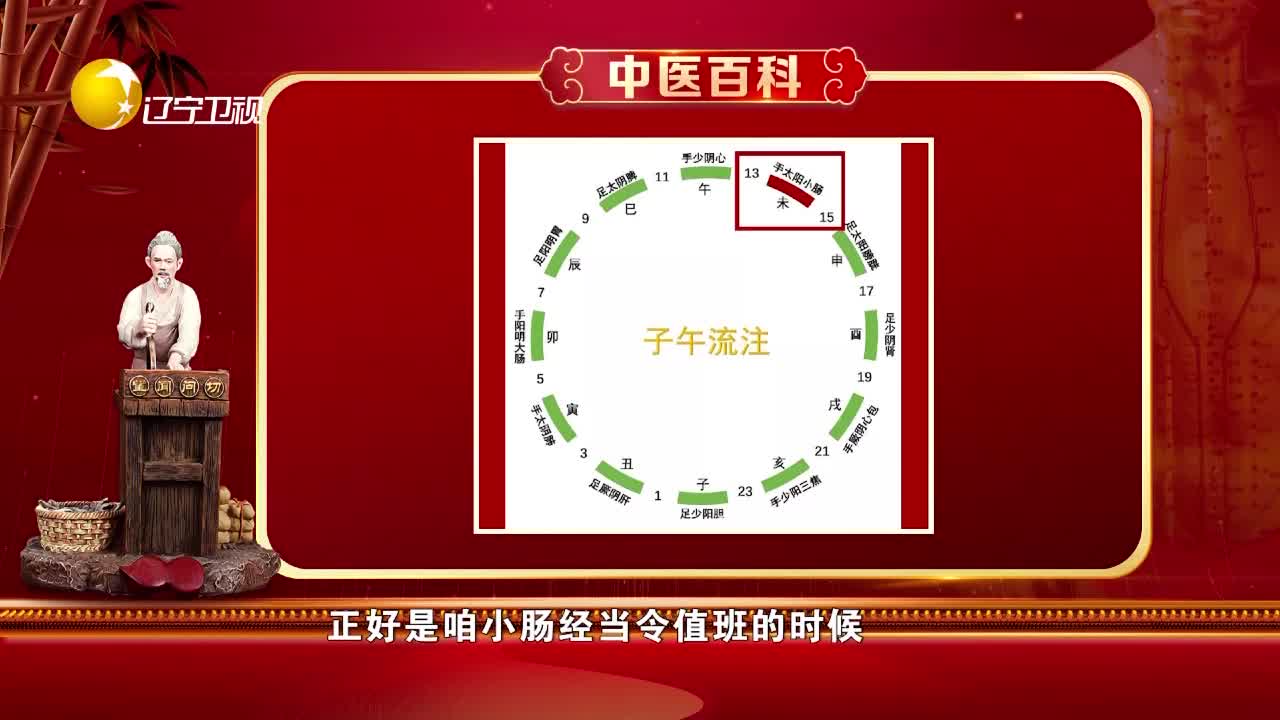 中医百科
辽宁卫视
手少阴心
午
13
手太阳小肠
未
15
足太阳膀胱
申
17
足少阴肾
酉
19
手厥阴心包
戌
21
手少阳三焦
亥
23
足少阳胆
子
1
足厥阴肝
丑
3
手太阴肺
寅
5
手阳明大肠
卯
7
足阳明胃
辰
9
足太阴脾
巳
11
子午流注
望闻问切
正好是咱小肠经当令值班的时候